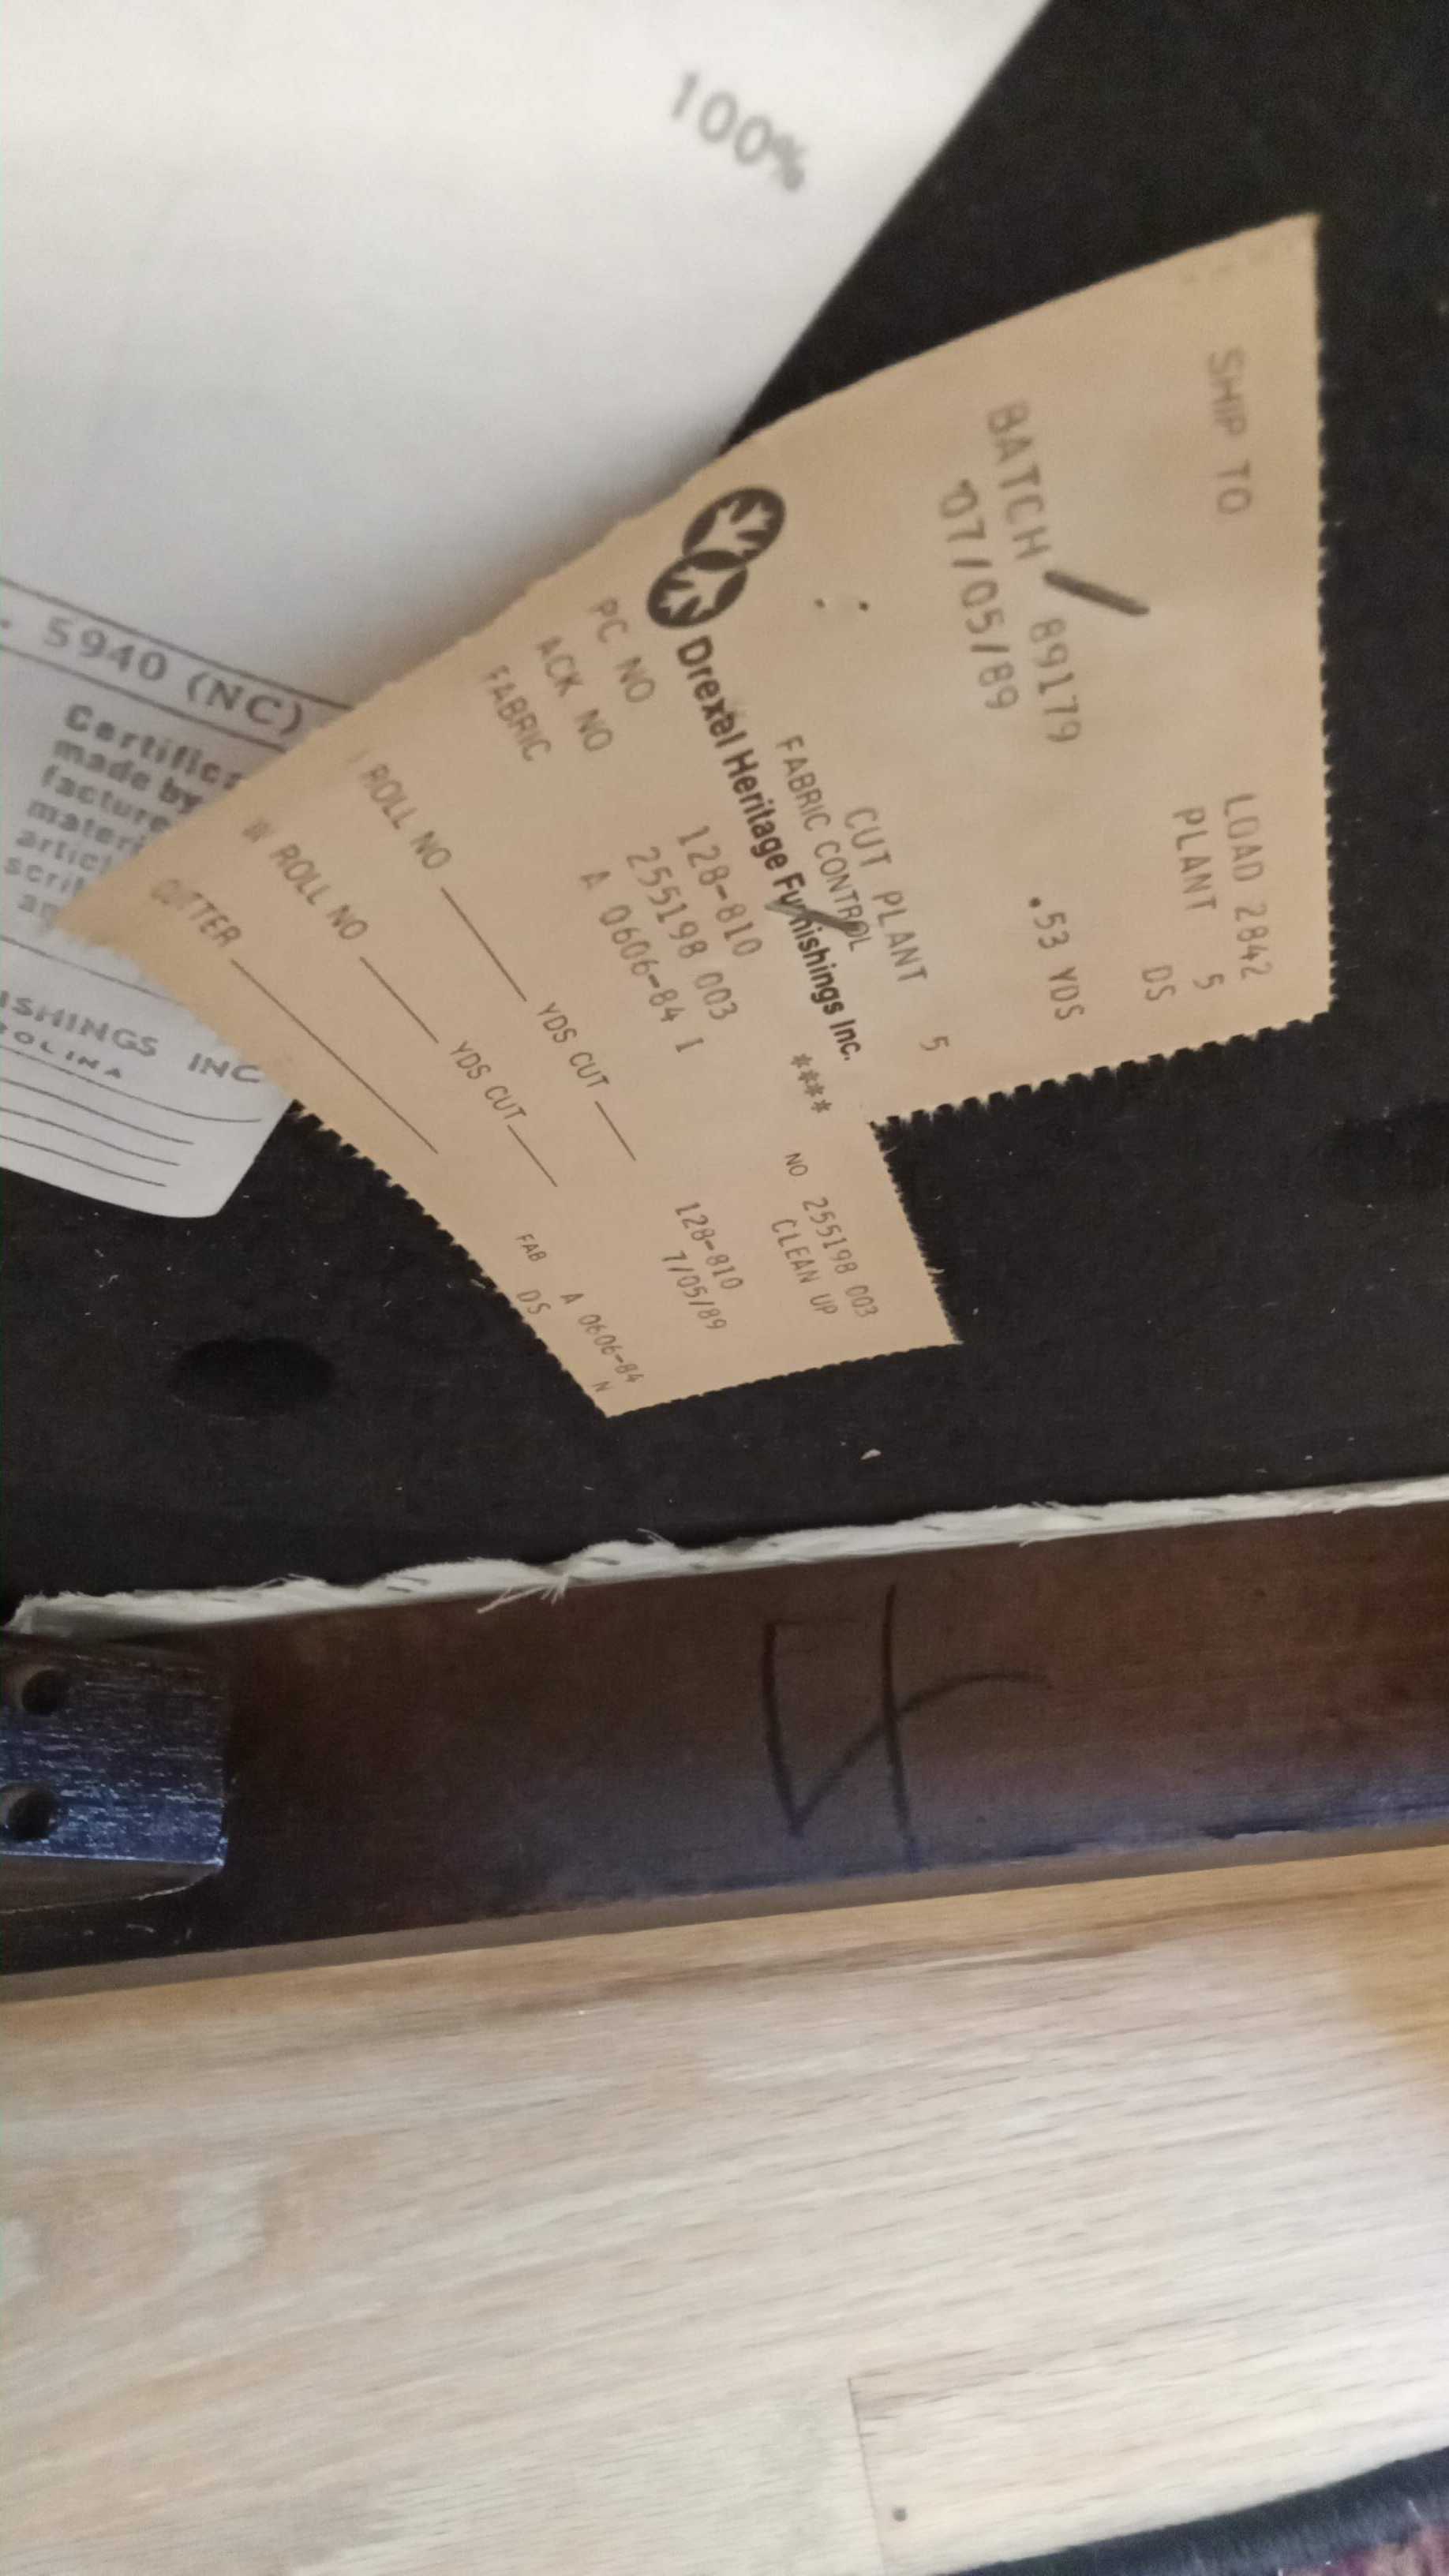 100%
. 5940 (NC)
Certific
made by
facture
materi
articl
scri
ag
ISHINGS INC
OLINA
SHIP TO
LOAD 2842
PLANT 5
DS
BATCH 89179
07/05/89
.53 YDS
CUT PLANT 5
FABRIC CONTROL
Drexel Heritage Furnishings Inc.
PC NO 128-810
ACK NO 255198 003
FABRIC A 0606-84 1
ROLL NO YDS CUT
ROLL NO YDS CUT
CUTTER
****
NO 255198 003
CLEAN UP
128-810
7/05/89
FAB A 0606-84
DS N